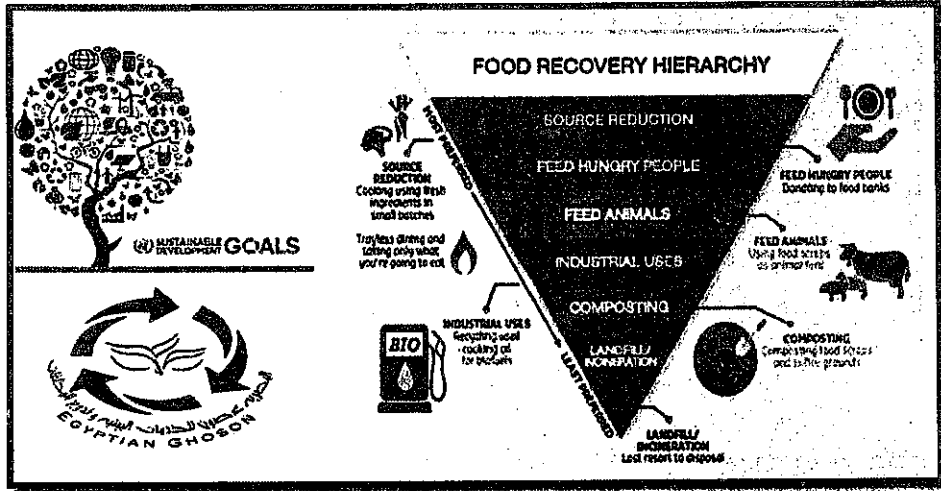 SUSTAINABLE
DEVELOPMENT GOALS
EGYPTIAN GHOSON
FOOD RECOVERY HIERARCHY
MOST PREFERRED
LEAST PREFERRED
SOURCE REDUCTION
FEED HUNGRY PEOPLE
FEED ANIMALS
INDUSTRIAL USES
COMPOSTING
LANDFILL/
INCINERATION
SOURCE
REDUCTION
Cooking using fresh
ingredients in
small batches
Trayless dining and
taking only what
you're going to eat
INDUSTRIAL USES
Recycling used
cooking oil
for biofuels
BIO
FEED HUNGRY PEOPLE
Donating to food banks
FEED ANIMALS
Using food scraps
as animal feed
COMPOSTING
Composting food scraps
and coffee grounds
LANDFILL/
INCINERATION
Last resort to disposal